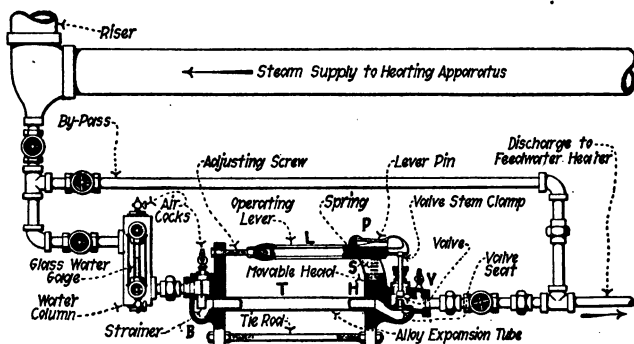 Riser
Steam Supply to Heating Apparatus
By-Pass
Discharge to
Feedwater Heater
Adjusting Screw
Lever Pin
Air
Cocks
Operating
Lever
L
Spring
P
Valve Stem Clamp
Glass Water
Gage
Movable Head
S
Valve
Valve
Seat
V
H
T
Water
Column
Strainer
B
Tie Rod
Alloy Expansion Tube